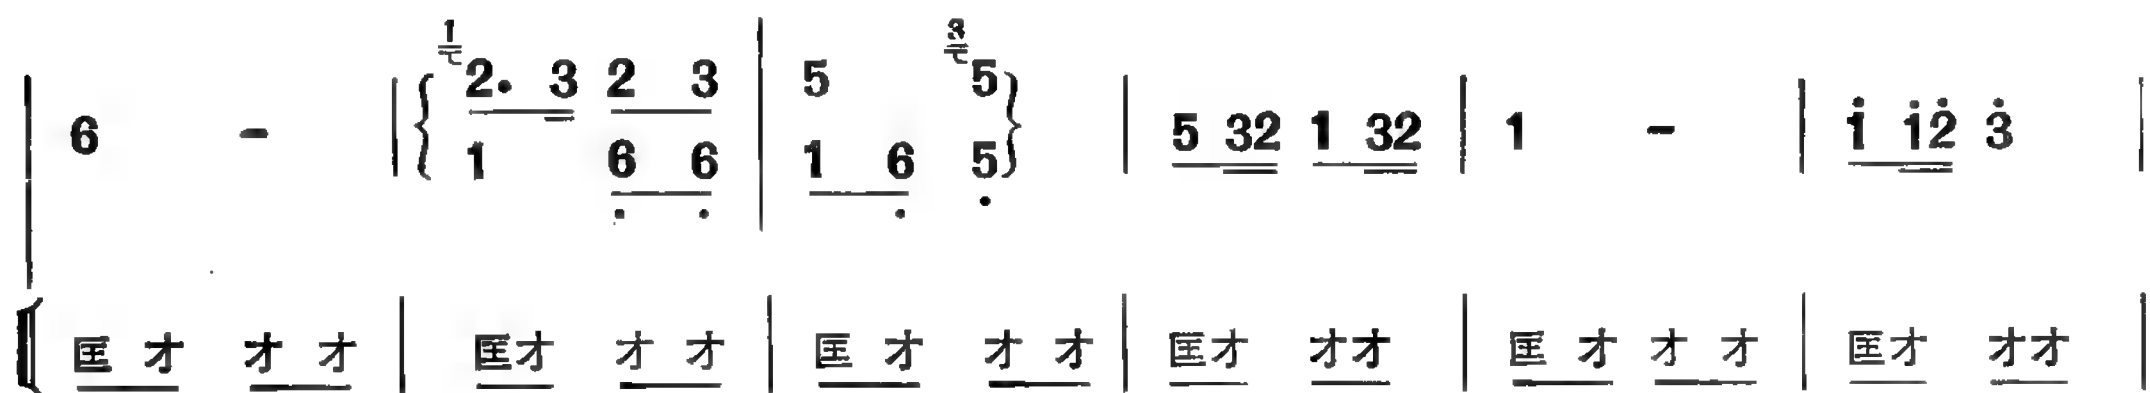 1 3
2. 3 2 3 | 5 5
6 - | 5 32 1 32 | 1 - | i i2̇ 3̇ |
1 6̣ 6̣ | 1 6̣ 5̣
匡 才 才 才 | 匡才 才 才 | 匡 才 才 才 | 匡才 才才 | 匡 才 才 才 | 匡才 才才 |